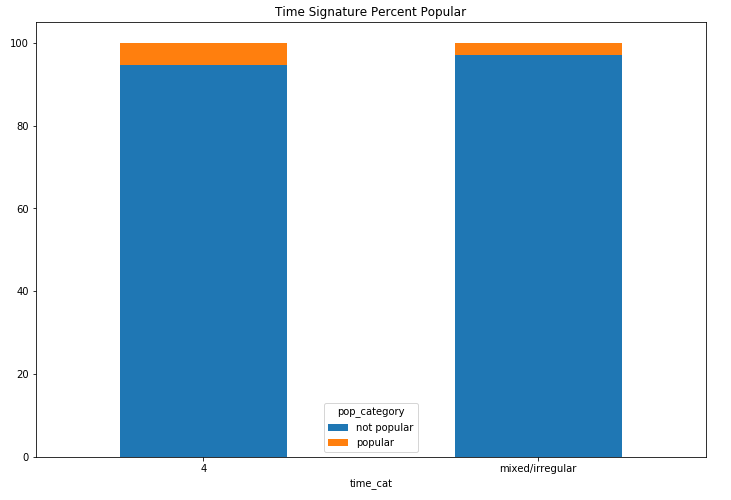 Time Signature Percent Popular
100
80
60
40
20
0
pop_category
not popular
popular
4
mixed/irregular
time_cat